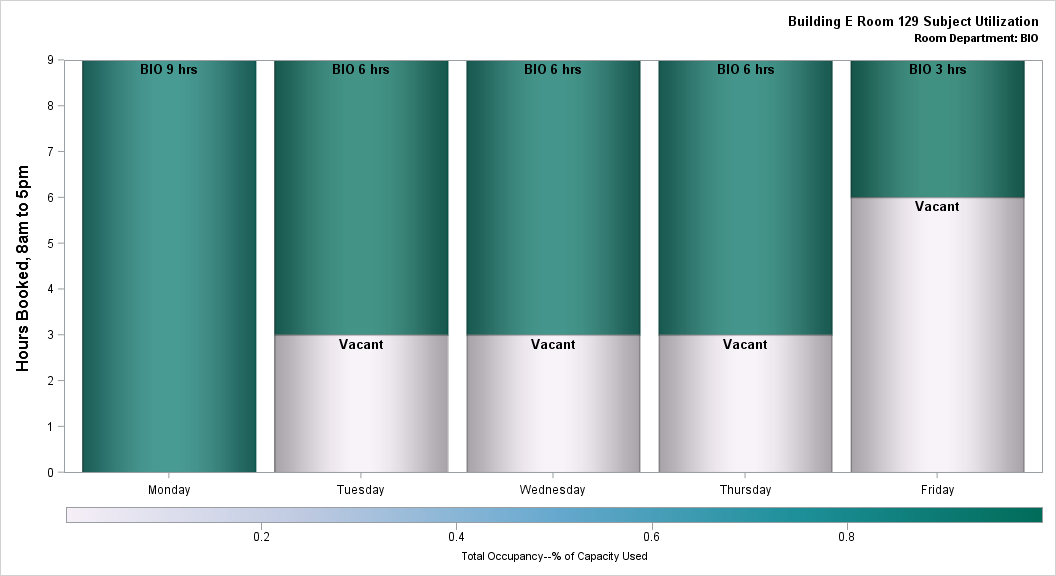 Building E Room 129 Subject Utilization
Room Department: BIO
Hours Booked, 8am to 5pm
9
8
7
6
5
4
3
2
1
0
BIO 9 hrs
BIO 6 hrs
BIO 6 hrs
BIO 6 hrs
BIO 3 hrs
Vacant
Vacant
Vacant
Vacant
Monday
Tuesday
Wednesday
Thursday
Friday
0.2
0.4
0.6
0.8
Total Occupancy--% of Capacity Used